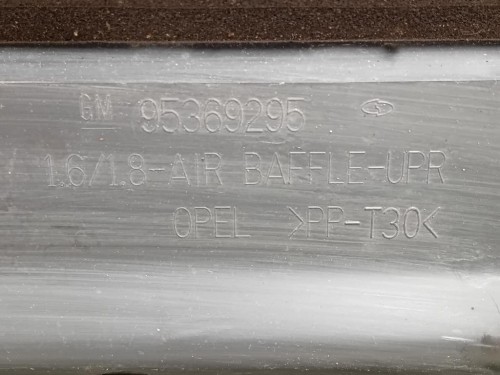 GM 95369295
1.6/1.8-AIR BAFFLE-UPR
OPEL >PP-T30<